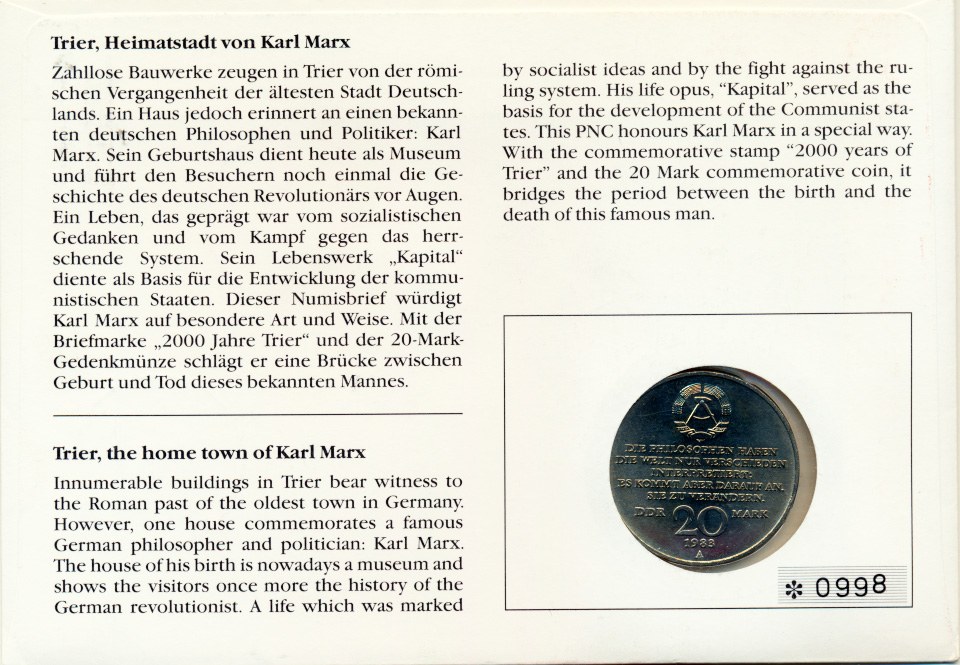 Trier, Heimatstadt von Karl Marx
Zahllose Bauwerke zeugen in Trier von der römi-
schen Vergangenheit der ältesten Stadt Deutsch-
lands. Ein Haus jedoch erinnert an einen bekann-
ten deutschen Philosophen und Politiker: Karl
Marx. Sein Geburtshaus dient heute als Museum
und führt den Besuchern noch einmal die Ge-
schichte des deutschen Revolutionärs vor Augen.
Ein Leben, das geprägt war vom sozialistischen
Gedanken und vom Kampf gegen das herr-
schende System. Sein Lebenswerk „Kapital“
diente als Basis für die Entwicklung der kommu-
nistischen Staaten. Dieser Numisbrief würdigt
Karl Marx auf besondere Art und Weise. Mit der
Briefmarke „2000 Jahre Trier“ und der 20-Mark-
Gedenkmünze schlägt er eine Brücke zwischen
Geburt und Tod dieses bekannten Mannes.
Trier, the home town of Karl Marx
Innumerable buildings in Trier bear witness to
the Roman past of the oldest town in Germany.
However, one house commemorates a famous
German philosopher and politician: Karl Marx.
The house of his birth is nowadays a museum and
shows the visitors once more the history of the
German revolutionist. A life which was marked
by socialist ideas and by the fight against the ru-
ling system. His life opus, “Kapital”, served as the
basis for the development of the Communist sta-
tes. This PNC honours Karl Marx in a special way.
With the commemorative stamp “2000 years of
Trier” and the 20 Mark commemorative coin, it
bridges the period between the birth and the
death of this famous man.
DIE PHILOSOPHEN HABEN
DIE WELT NUR VERSCHIEDEN
INTERPRETIERT.
ES KOMMT ABER DARAUF AN,
SIE ZU VERÄNDERN.
DDR 20 MARK
1983
A
* 0998